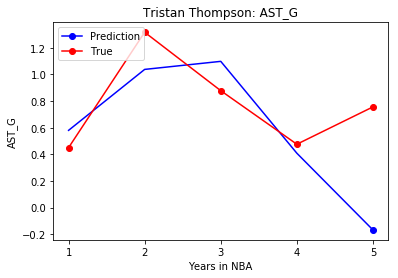 Tristan Thompson: AST_G
Prediction
True
1.2
1.0
0.8
0.6
0.4
0.2
0.0
−0.2
AST_G
1 2 3 4 5
Years in NBA